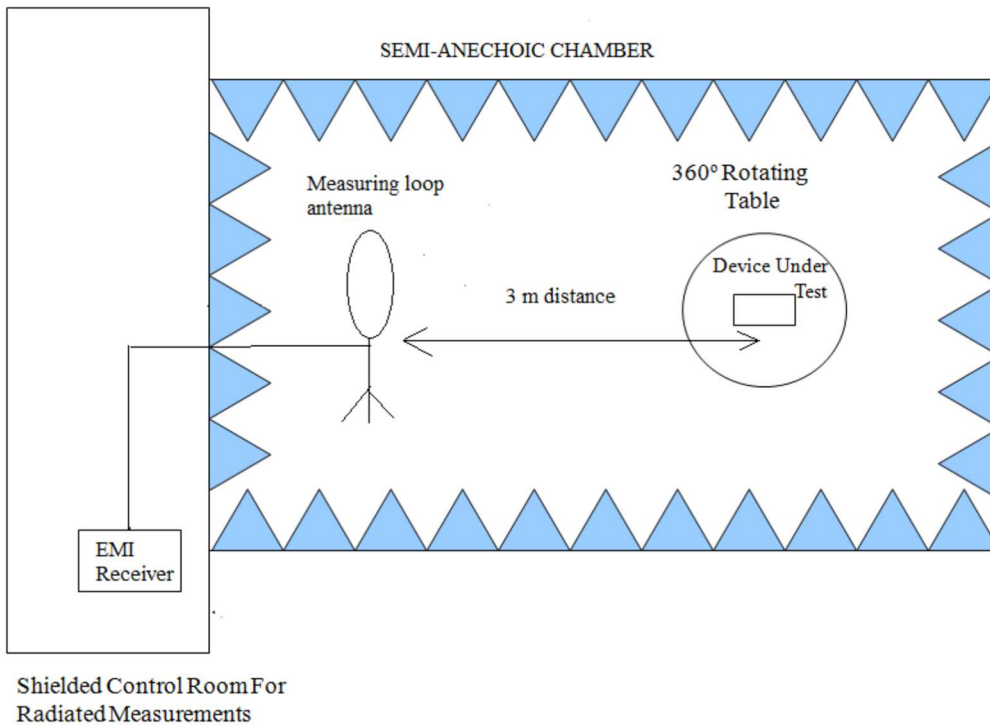 SEMI-ANECHOIC CHAMBER
Measuring loop
antenna
360º Rotating
Table
Device Under
Test
3 m distance
EMI
Receiver
Shielded Control Room For
Radiated Measurements